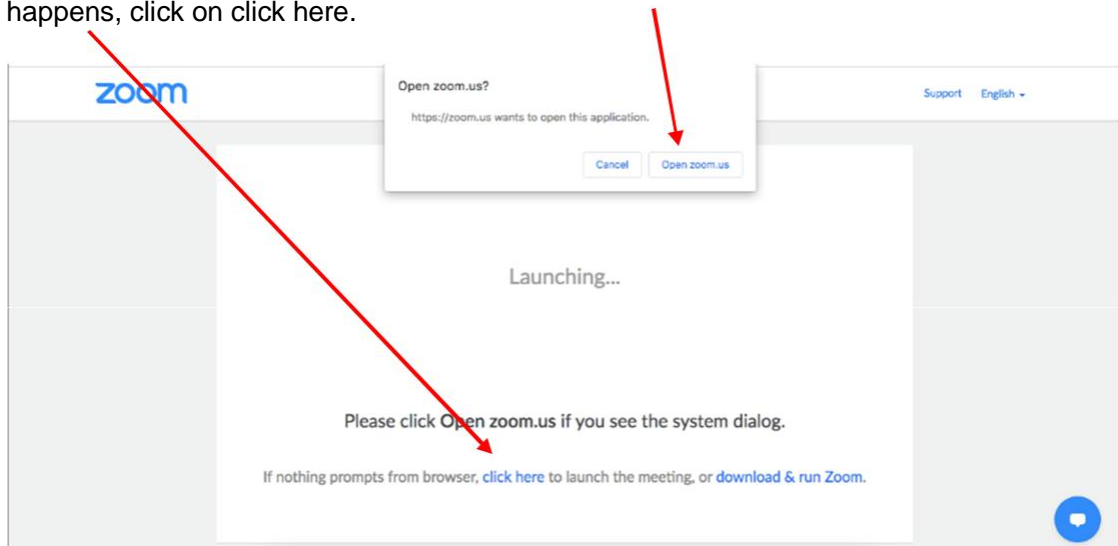 happens, click on click here.
zoom
Open zoom.us?
https://zoom.us wants to open this application.
Cancel Open zoom.us
Support English
Launching...
Please click Open zoom.us if you see the system dialog.
If nothing prompts from browser, click here to launch the meeting, or download & run Zoom.